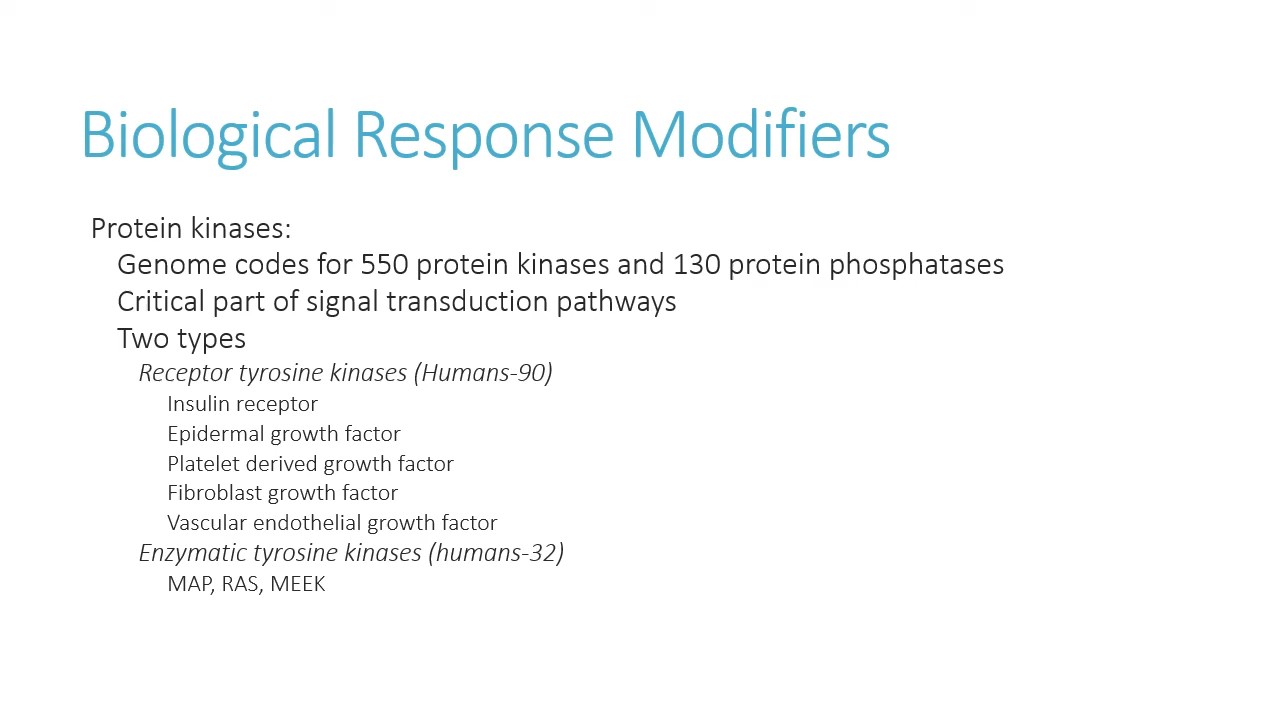 Biological Response Modifiers
Protein kinases:
Genome codes for 550 protein kinases and 130 protein phosphatases
Critical part of signal transduction pathways
Two types
Receptor tyrosine kinases (Humans-90)
Insulin receptor
Epidermal growth factor
Platelet derived growth factor
Fibroblast growth factor
Vascular endothelial growth factor
Enzymatic tyrosine kinases (humans-32)
MAP, RAS, MEEK